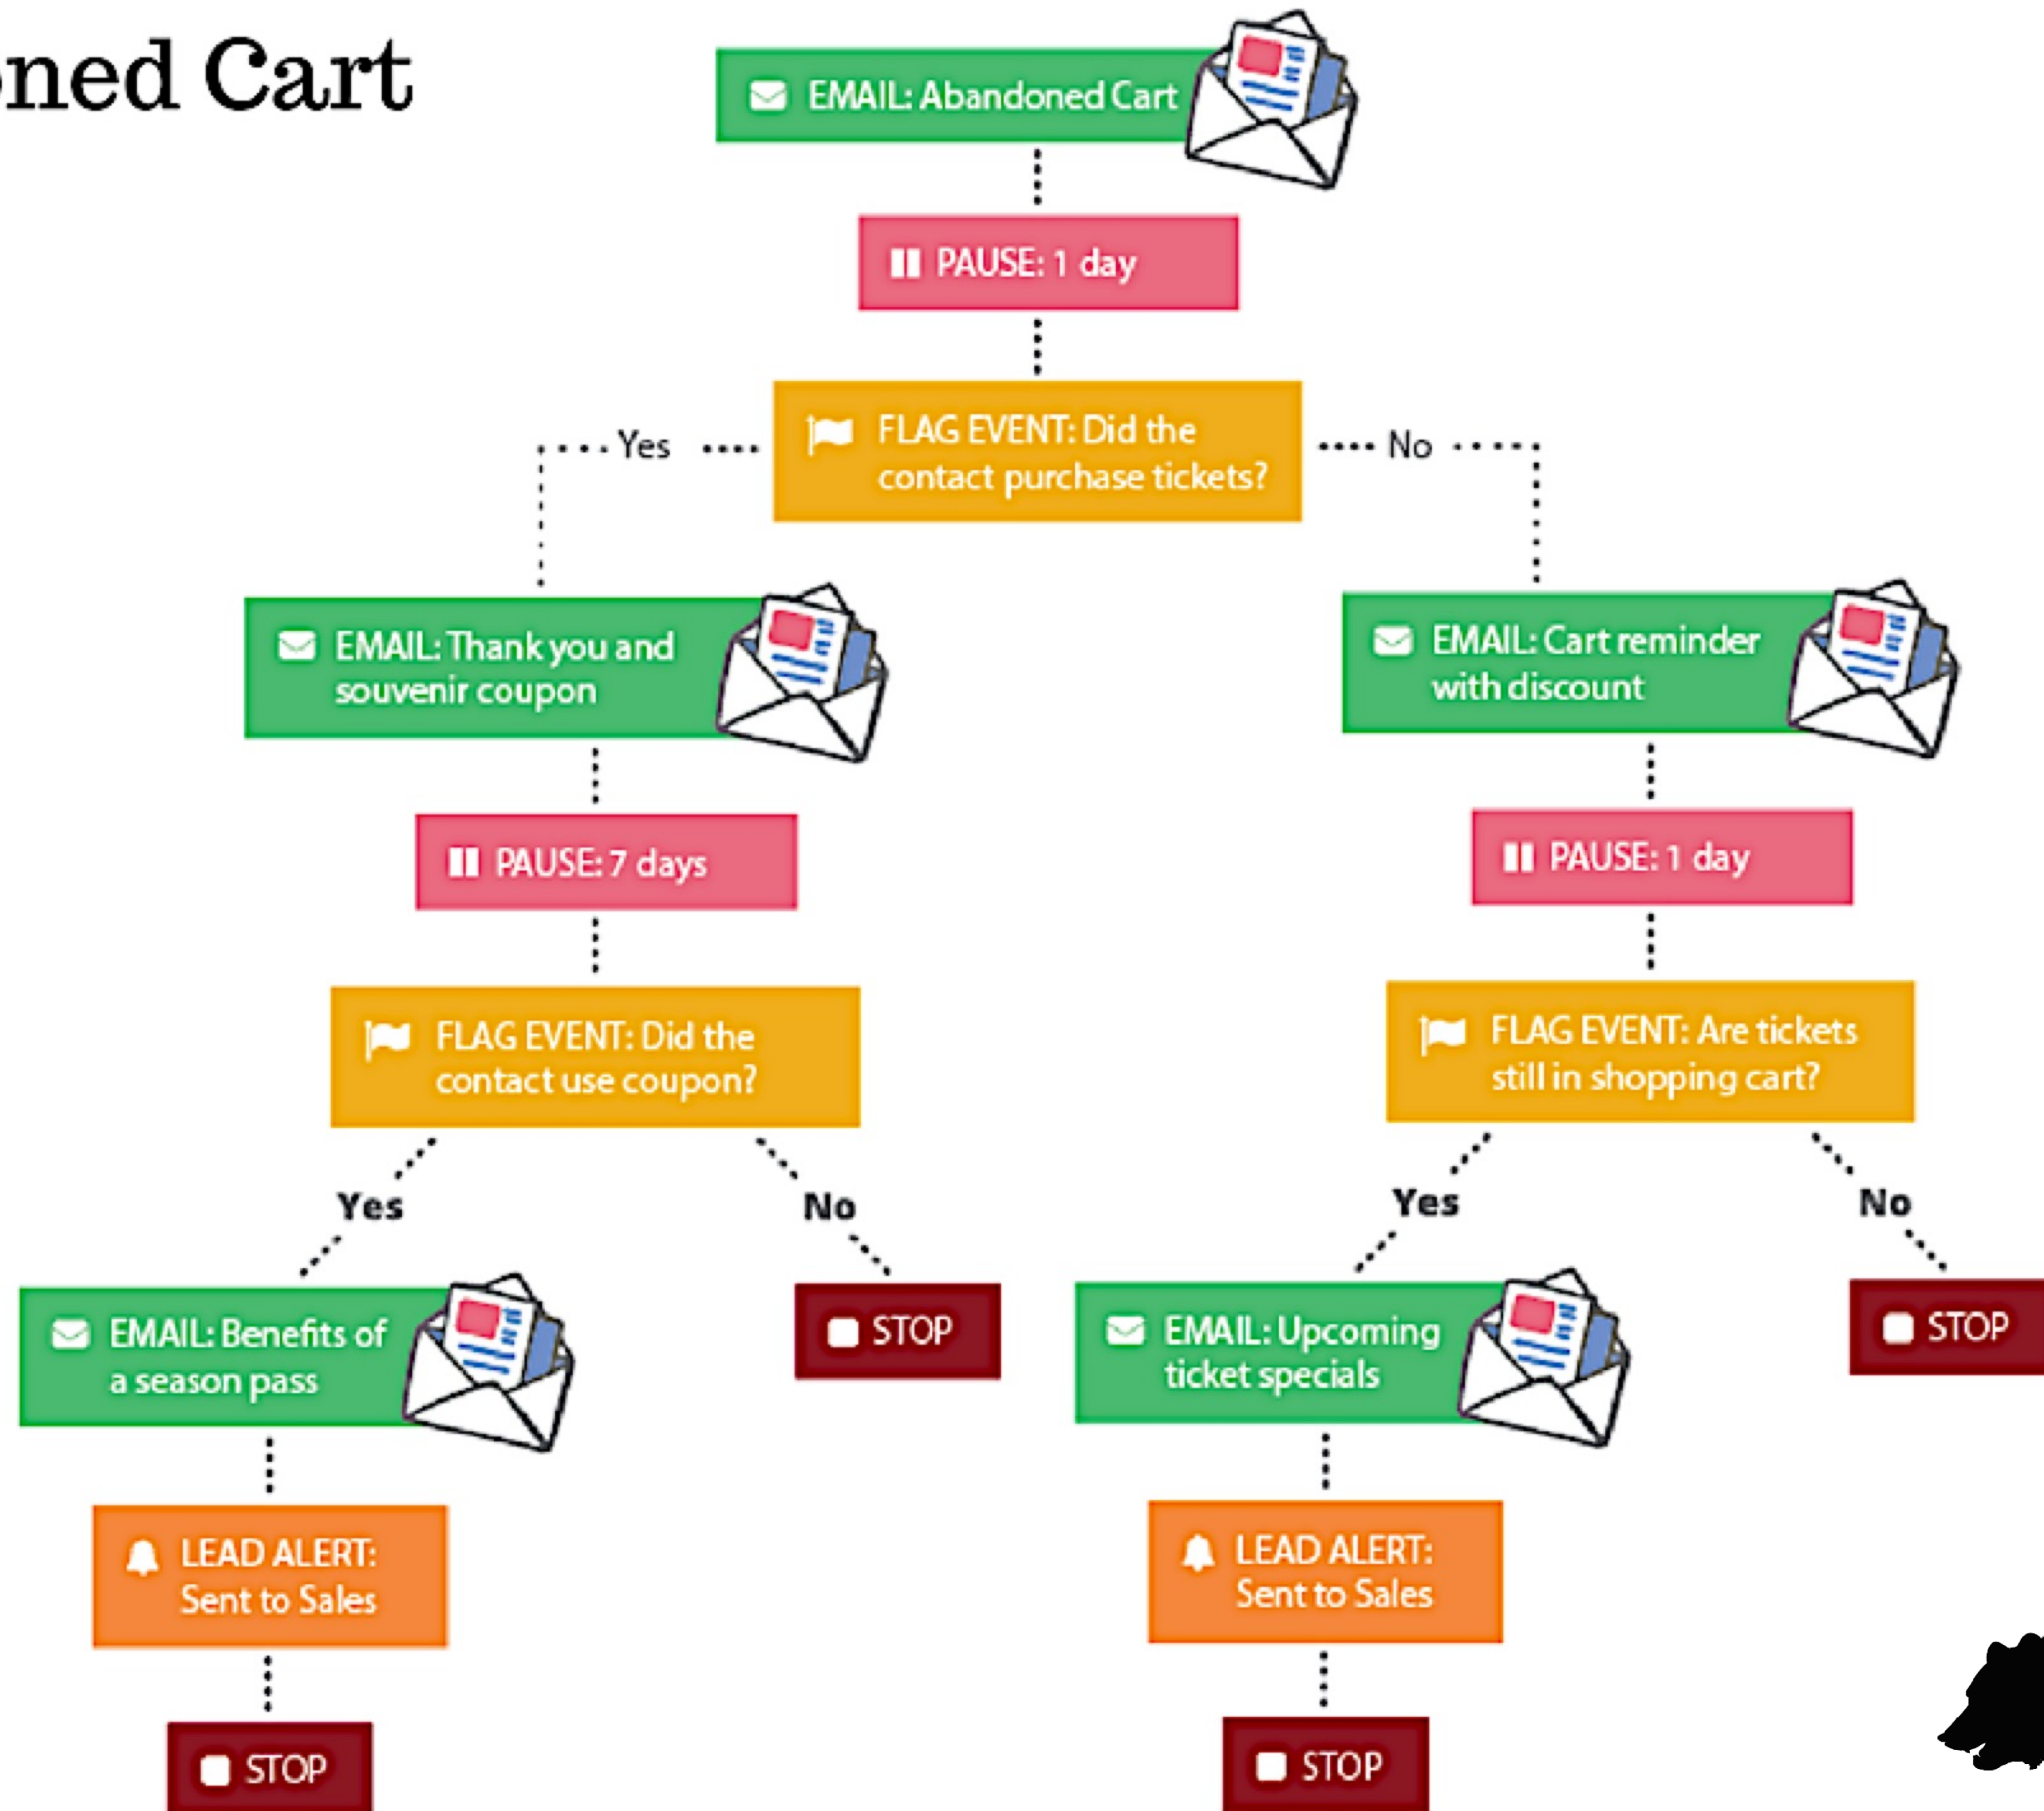 ned Cart
EMAIL: Abandoned Cart
PAUSE: 1 day
FLAG EVENT: Did the
contact purchase tickets?
Yes
No
EMAIL: Thank you and
souvenir coupon
EMAIL: Cart reminder
with discount
PAUSE: 7 days
PAUSE: 1 day
FLAG EVENT: Did the
contact use coupon?
FLAG EVENT: Are tickets
still in shopping cart?
Yes
No
Yes
No
EMAIL: Benefits of
a season pass
STOP
EMAIL: Upcoming
ticket specials
STOP
LEAD ALERT:
Sent to Sales
LEAD ALERT:
Sent to Sales
STOP
STOP